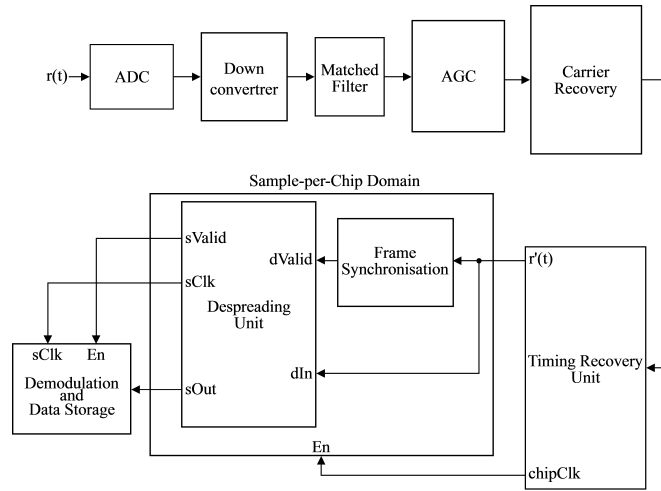 r(t)
ADC
Down
convertrer
Matched
Filter
AGC
Carrier
Recovery
Sample-per-Chip Domain
sValid
sClk
dValid
Despreading
Unit
Frame
Synchronisation
r'(t)
sClk
En
Demodulation
and
Data Storage
sOut
dIn
Timing Recovery
Unit
En
chipClk